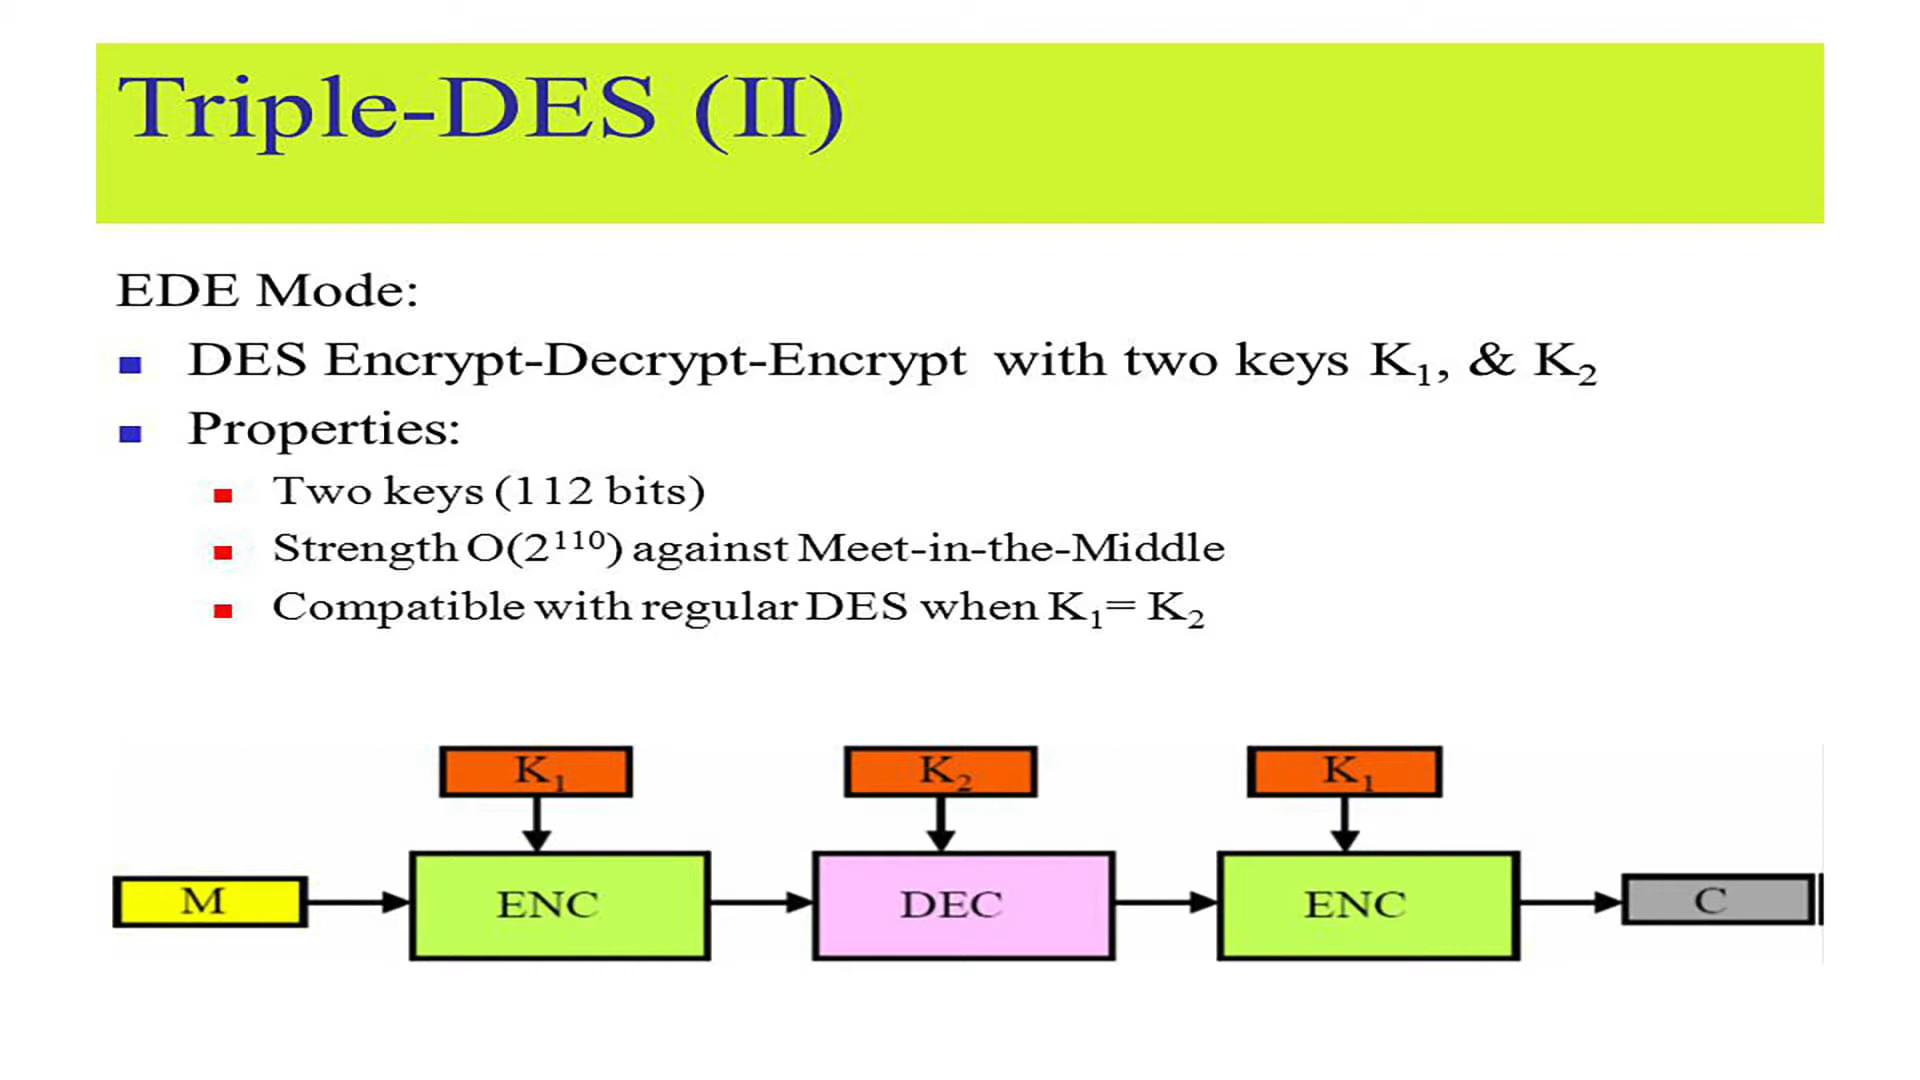 Triple-DES (II)
EDE Mode:
DES Encrypt-Decrypt-Encrypt with two keys K₁, & K₂
Properties:
Two keys (112 bits)
Strength O(2¹¹⁰) against Meet-in-the-Middle
Compatible with regular DES when K₁= K₂
K₁ K₂ K₁
M ENC DEC ENC C